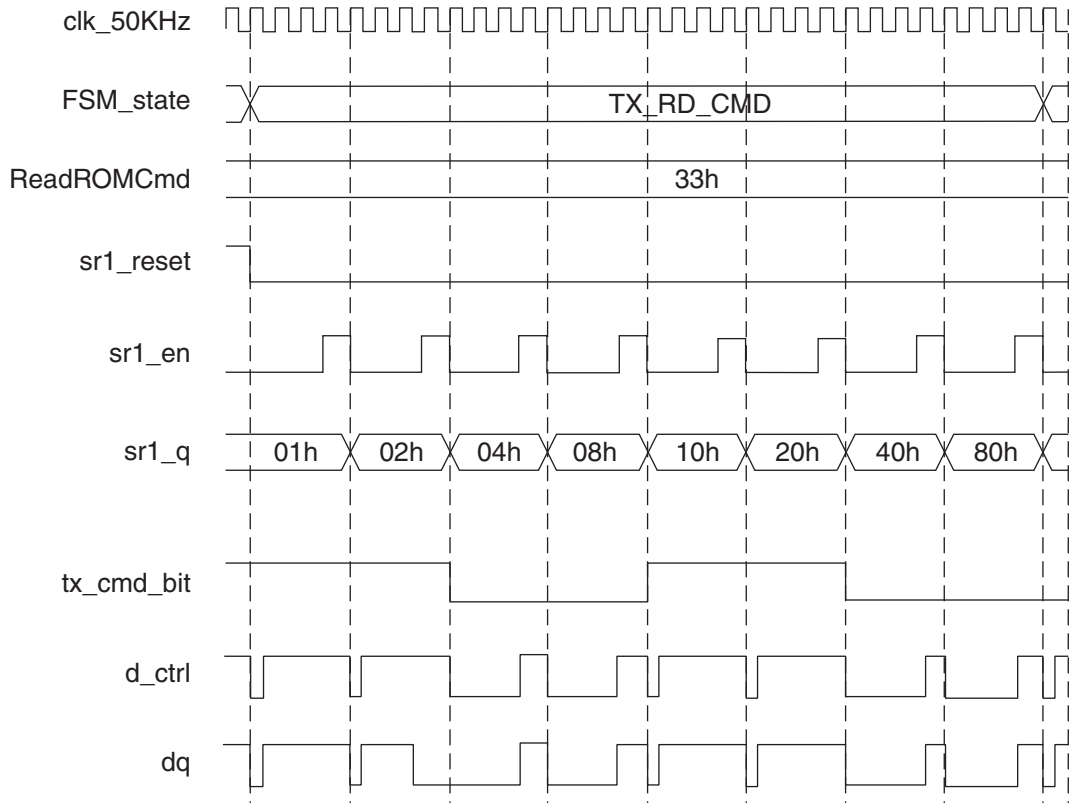 clk_50KHz
FSM_state TX_RD_CMD
ReadROMCmd 33h
sr1_reset
sr1_en
sr1_q 01h 02h 04h 08h 10h 20h 40h 80h
tx_cmd_bit
d_ctrl
dq